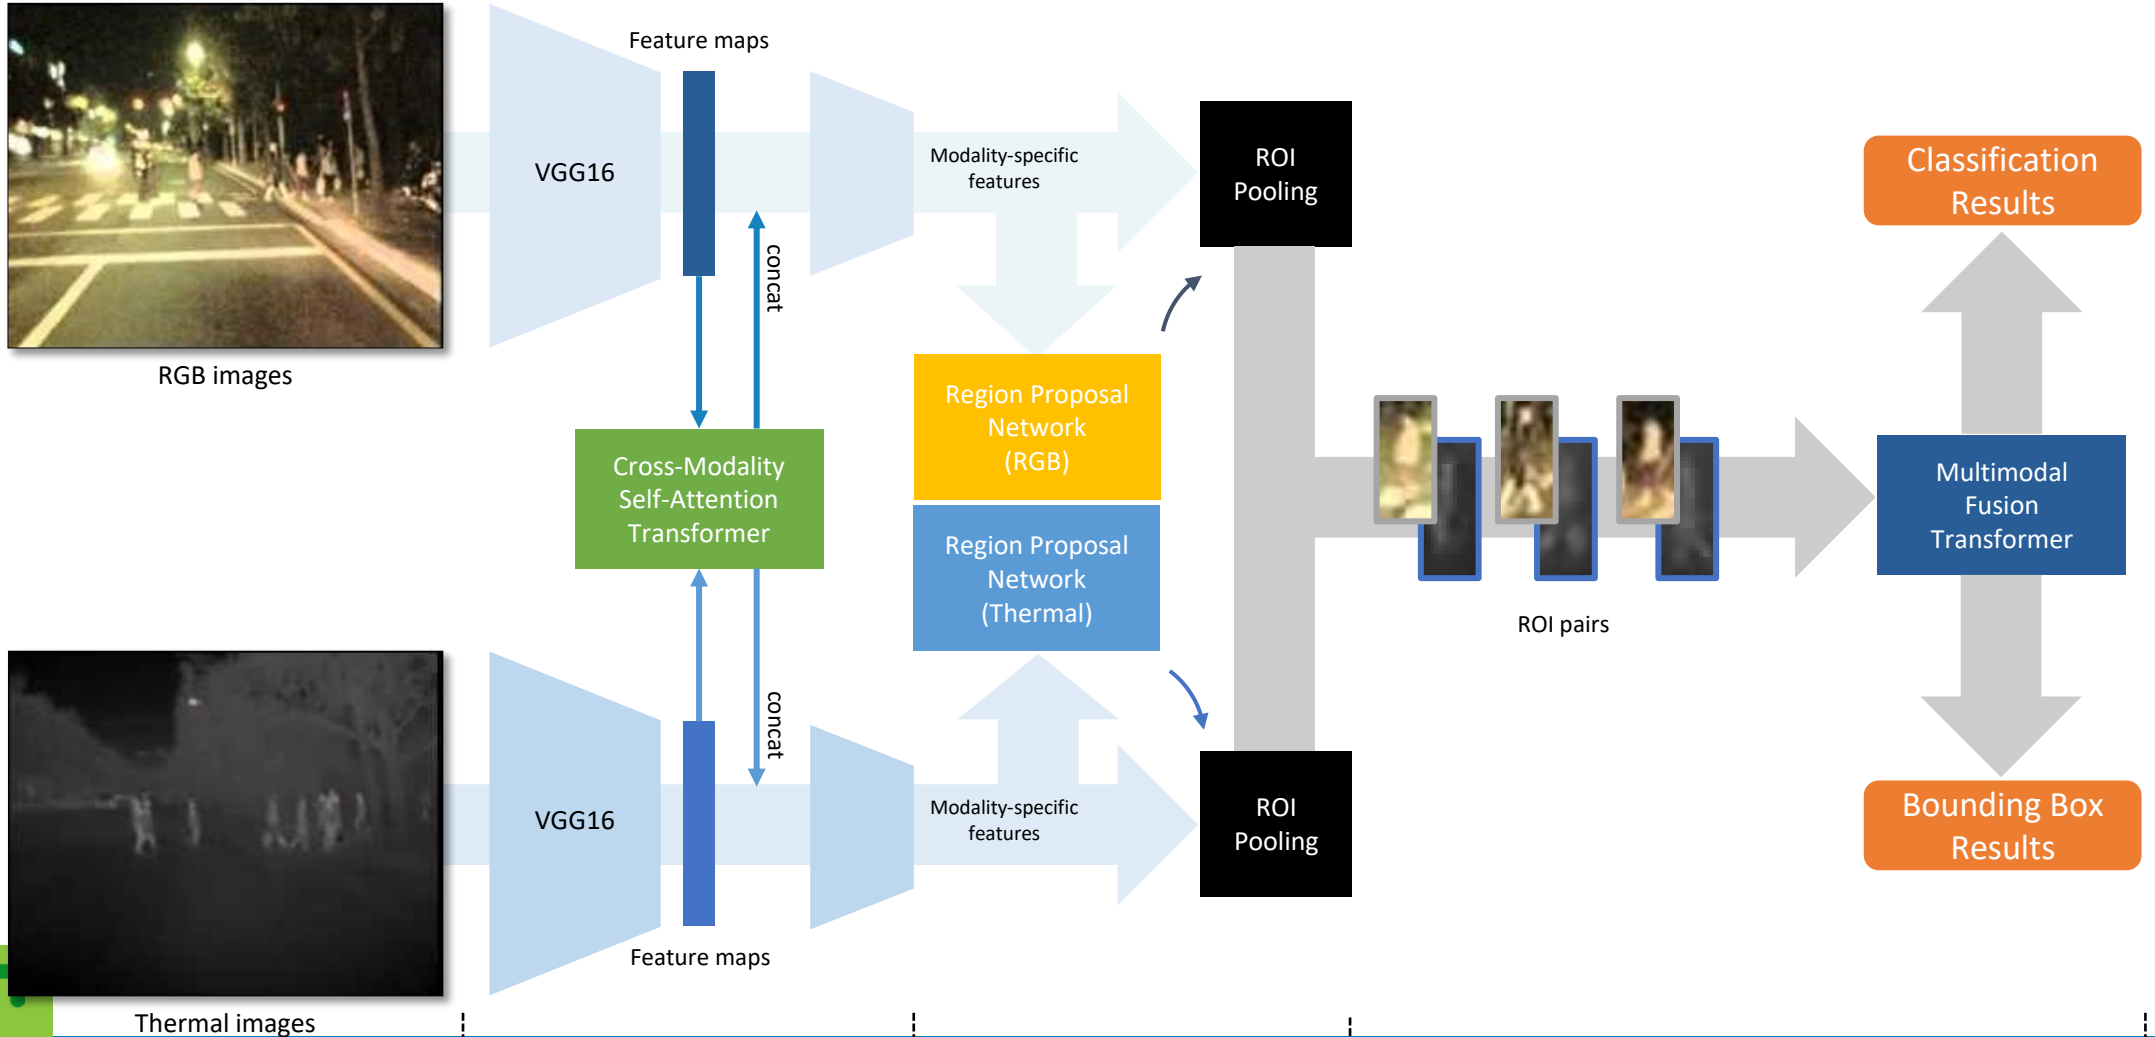 Feature maps
VGG16
concat
Modality-specific
features
ROI
Pooling
Classification
Results
RGB images
Region Proposal
Network
(RGB)
Cross-Modality
Self-Attention
Transformer
Region Proposal
Network
(Thermal)
Multimodal
Fusion
Transformer
ROI pairs
VGG16
concat
Modality-specific
features
ROI
Pooling
Bounding Box
Results
Feature maps
Thermal images